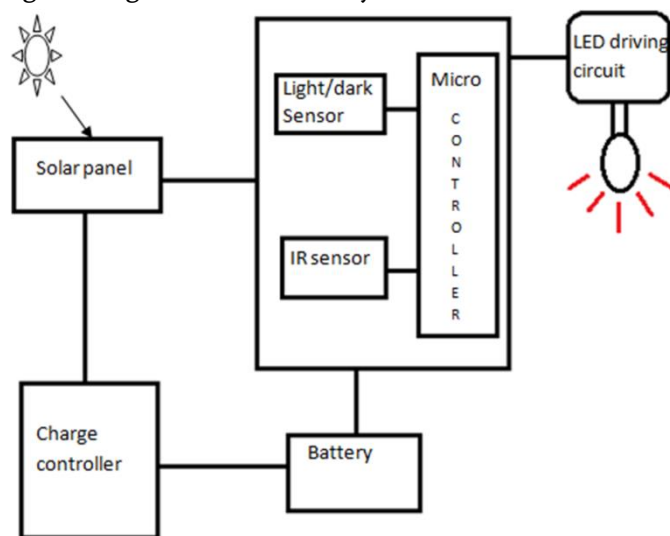 LED driving
circuit
Light/dark
Sensor
Micro
C
O
N
T
R
O
L
L
E
R
Solar panel
IR sensor
Charge
controller
Battery